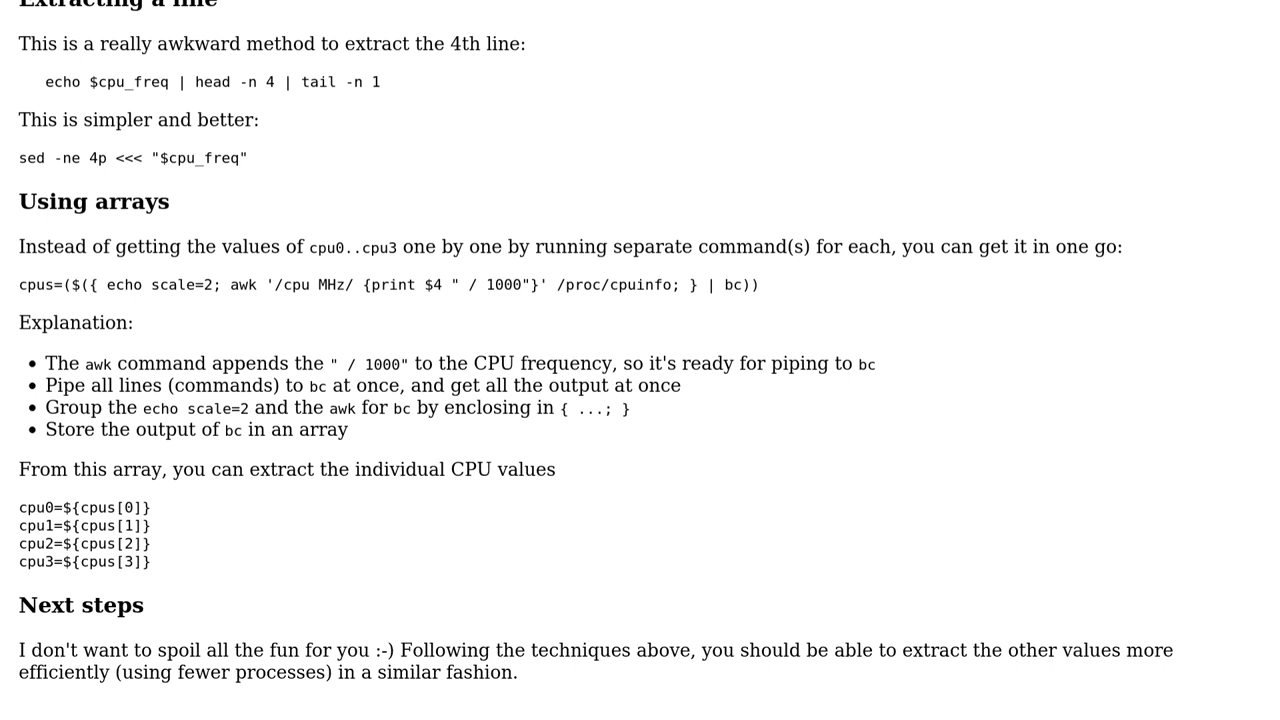 Extracting a line
This is a really awkward method to extract the 4th line:
echo $cpu_freq | head -n 4 | tail -n 1
This is simpler and better:
sed -ne 4p <<< "$cpu_freq"
Using arrays
Instead of getting the values of cpu0..cpu3 one by one by running separate command(s) for each, you can get it in one go:
cpus=($({ echo scale=2; awk '/cpu MHz/ {print $4 " / 1000"}' /proc/cpuinfo; } | bc))
Explanation:
• The awk command appends the " / 1000" to the CPU frequency, so it's ready for piping to bc
• Pipe all lines (commands) to bc at once, and get all the output at once
• Group the echo scale=2 and the awk for bc by enclosing in { ...; }
• Store the output of bc in an array
From this array, you can extract the individual CPU values
cpu0=${cpus[0]}
cpu1=${cpus[1]}
cpu2=${cpus[2]}
cpu3=${cpus[3]}
Next steps
I don't want to spoil all the fun for you :-) Following the techniques above, you should be able to extract the other values more
efficiently (using fewer processes) in a similar fashion.